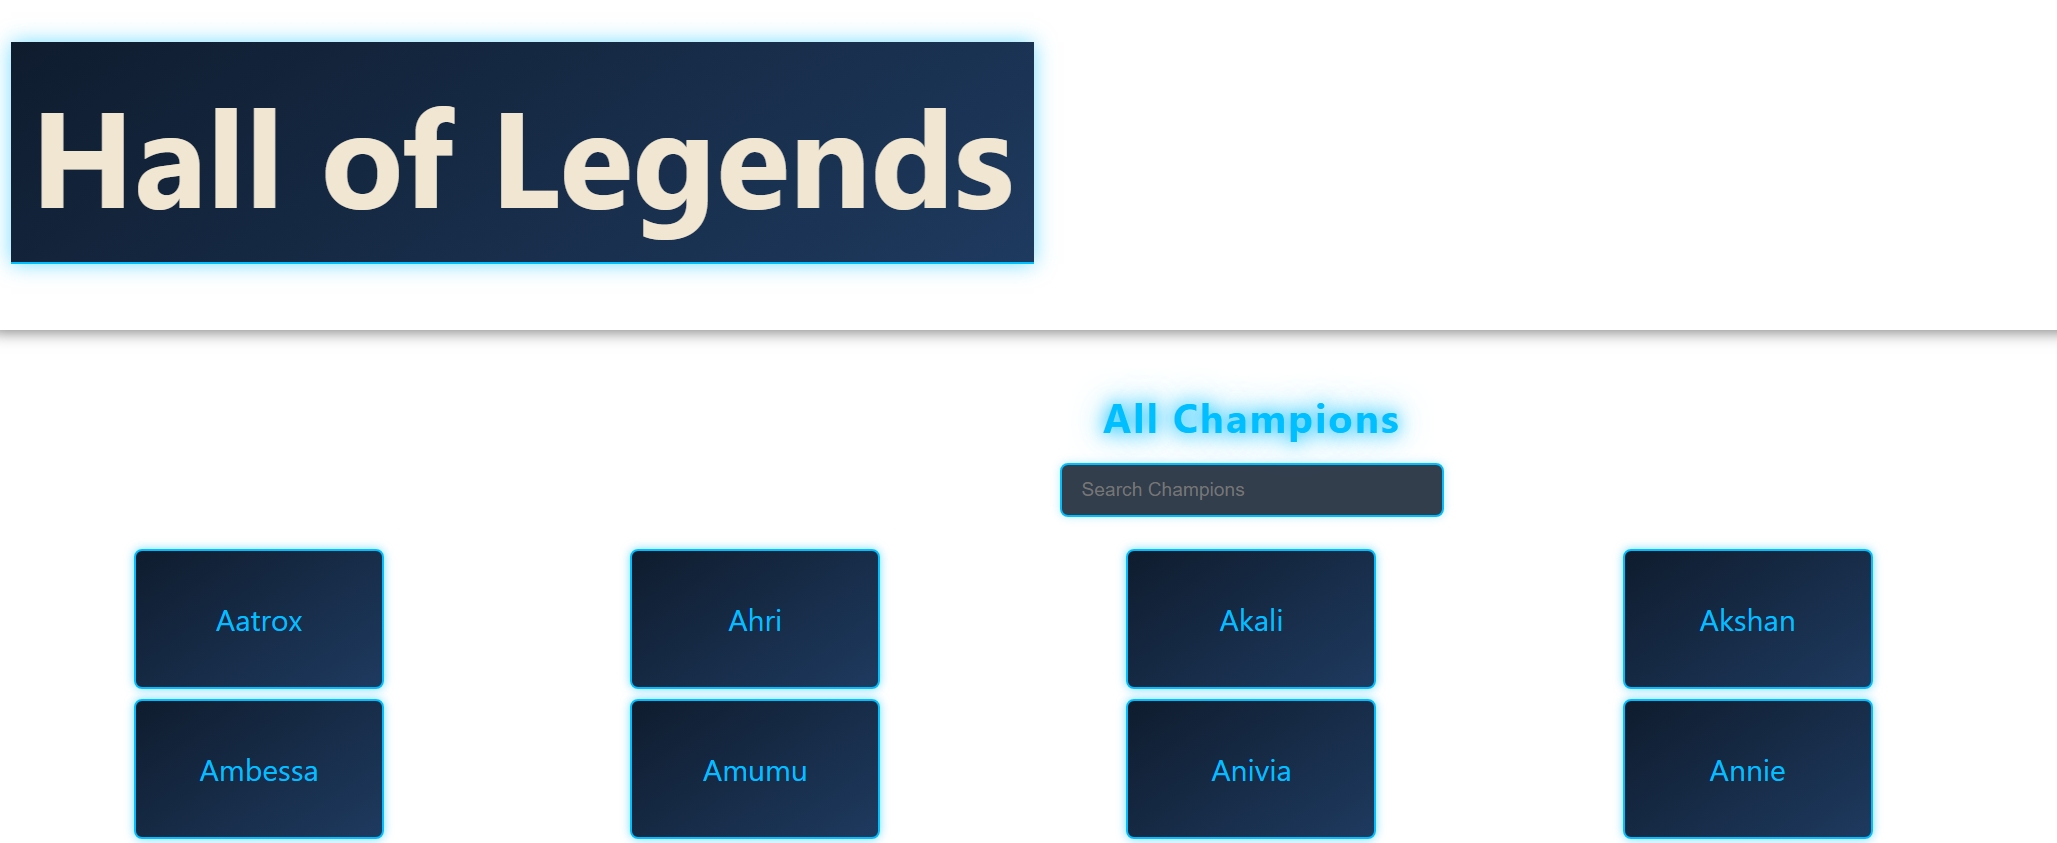 Hall of Legends
All Champions
Search Champions
Aatrox
Ahri
Akali
Akshan
Ambessa
Amumu
Anivia
Annie